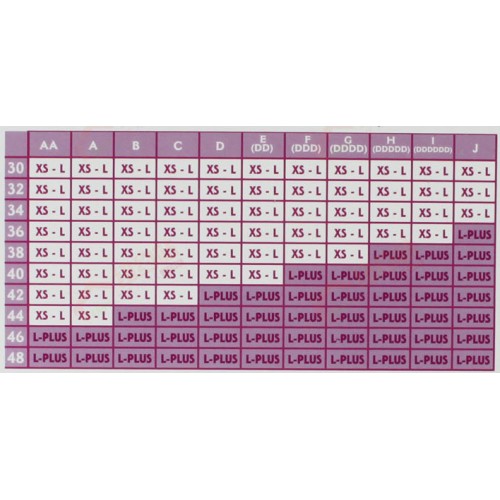 AA A B C D E (DD) F (DDD) G (DDDD) H (DDDDD) I (DDDDDD) J
30 XS - L XS - L XS - L XS - L XS - L XS - L XS - L XS - L XS - L XS - L XS - L
32 XS - L XS - L XS - L XS - L XS - L XS - L XS - L XS - L XS - L XS - L XS - L
34 XS - L XS - L XS - L XS - L XS - L XS - L XS - L XS - L XS - L XS - L XS - L
36 XS - L XS - L XS - L XS - L XS - L XS - L XS - L XS - L XS - L XS - L L-PLUS
38 XS - L XS - L XS - L XS - L XS - L XS - L XS - L XS - L L-PLUS L-PLUS L-PLUS
40 XS - L XS - L XS - L XS - L XS - L XS - L L-PLUS L-PLUS L-PLUS L-PLUS L-PLUS
42 XS - L XS - L XS - L XS - L L-PLUS L-PLUS L-PLUS L-PLUS L-PLUS L-PLUS L-PLUS
44 XS - L XS - L L-PLUS L-PLUS L-PLUS L-PLUS L-PLUS L-PLUS L-PLUS L-PLUS L-PLUS
46 L-PLUS L-PLUS L-PLUS L-PLUS L-PLUS L-PLUS L-PLUS L-PLUS L-PLUS L-PLUS L-PLUS
48 L-PLUS L-PLUS L-PLUS L-PLUS L-PLUS L-PLUS L-PLUS L-PLUS L-PLUS L-PLUS L-PLUS